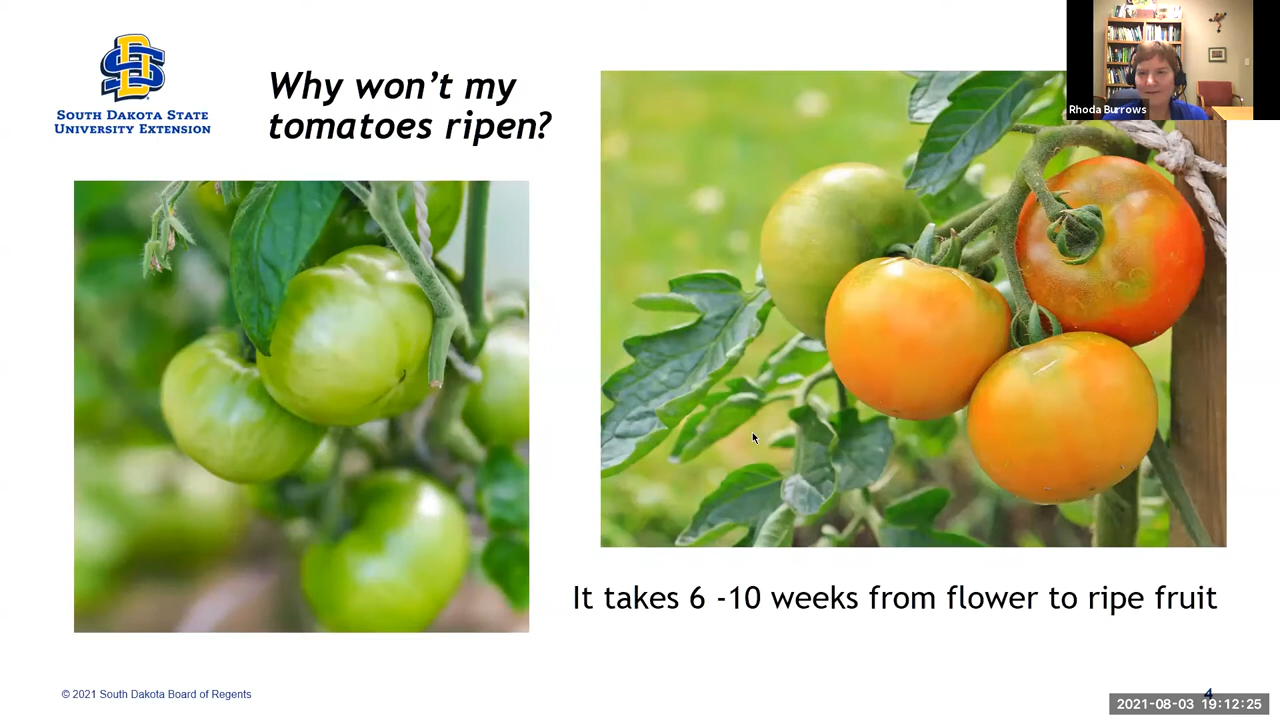 SOUTH DAKOTA STATE
UNIVERSITY EXTENSION
Why won’t my
tomatoes ripen?
Rhoda Burrows
It takes 6 -10 weeks from flower to ripe fruit
© 2021 South Dakota Board of Regents
4
2021-08-03 19:12:25